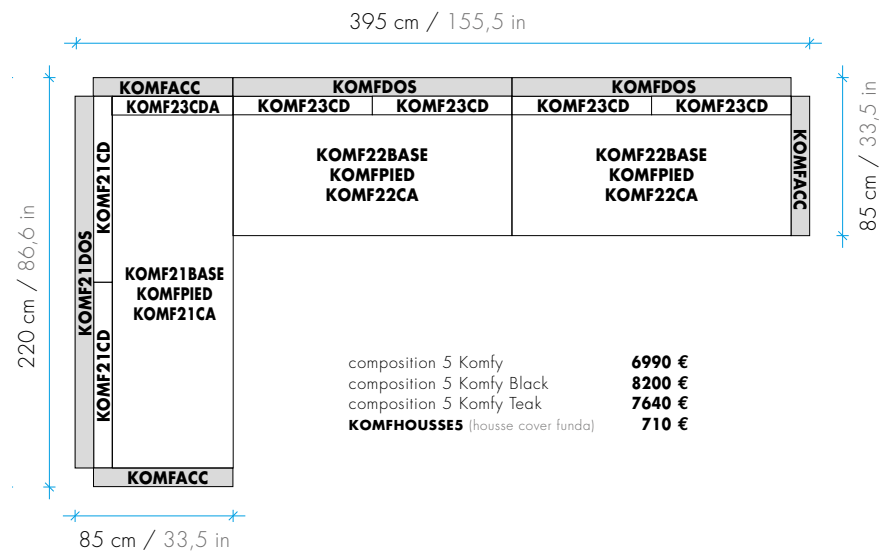 395 cm / 155,5 in
KOMFACC KOMFDOS KOMFDOS
KOMF23CDA KOMF23CD KOMF23CD KOMF23CD KOMF23CD
KOMF21DOS
KOMF21CD
KOMF21CD
KOMF22BASE
KOMFPIED
KOMF22CA
KOMF22BASE
KOMFPIED
KOMF22CA
KOMFACC
85 cm / 33,5 in
220 cm / 86,6 in
KOMF21BASE
KOMFPIED
KOMF21CA
composition 5 Komfy 6990 €
composition 5 Komfy Black 8200 €
composition 5 Komfy Teak 7640 €
KOMFHOUSSE5 (housse cover funda) 710 €
KOMFACC
85 cm / 33,5 in